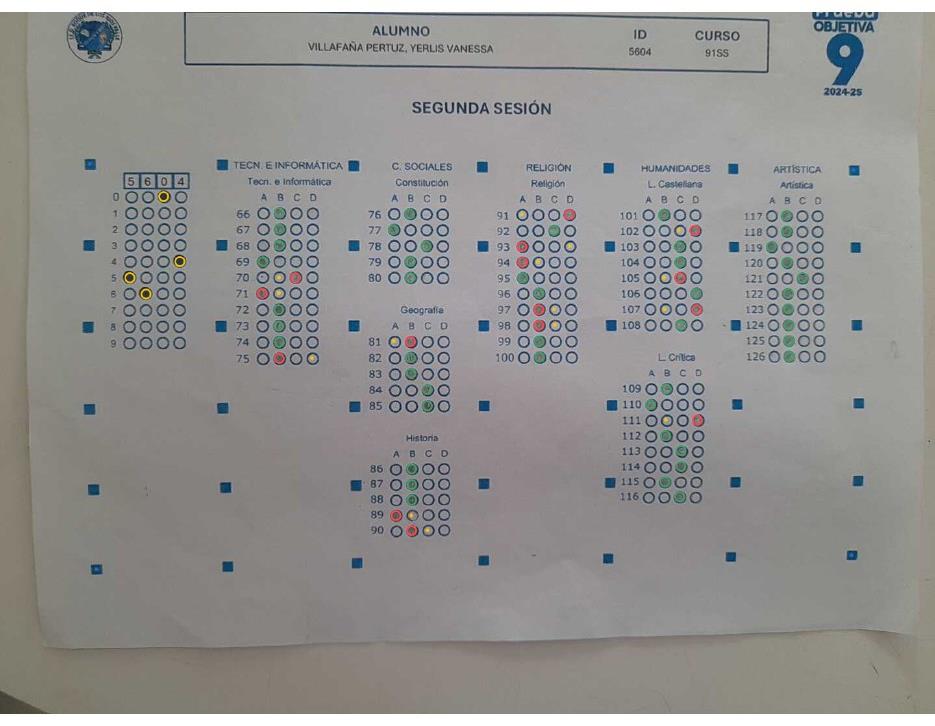 ALUMNO
VILLAFAÑA PERTUZ, YERLIS VANESSA
ID
5604
CURSO
91SS
Prueba
OBJETIVA
9
2024-25
SEGUNDA SESIÓN
5 6 0 4
0
1
2
3
4
5
6
7
8
9
TECN. E INFORMÁTICA
Tecn. e Informática
A B C D
66
67
68
69
70
71
72
73
74
75
C. SOCIALES
Constitución
A B C D
76
77
78
79
80
Geografía
A B C D
81
82
83
84
85
Historia
A B C D
86
87
88
89
90
RELIGIÓN
Religión
A B C D
91
92
93
94
95
96
97
98
99
100
HUMANIDADES
L. Castellana
A B C D
101
102
103
104
105
106
107
108
L. Crítica
A B C D
109
110
111
112
113
114
115
116
ARTÍSTICA
Artística
A B C D
117
118
119
120
121
122
123
124
125
126